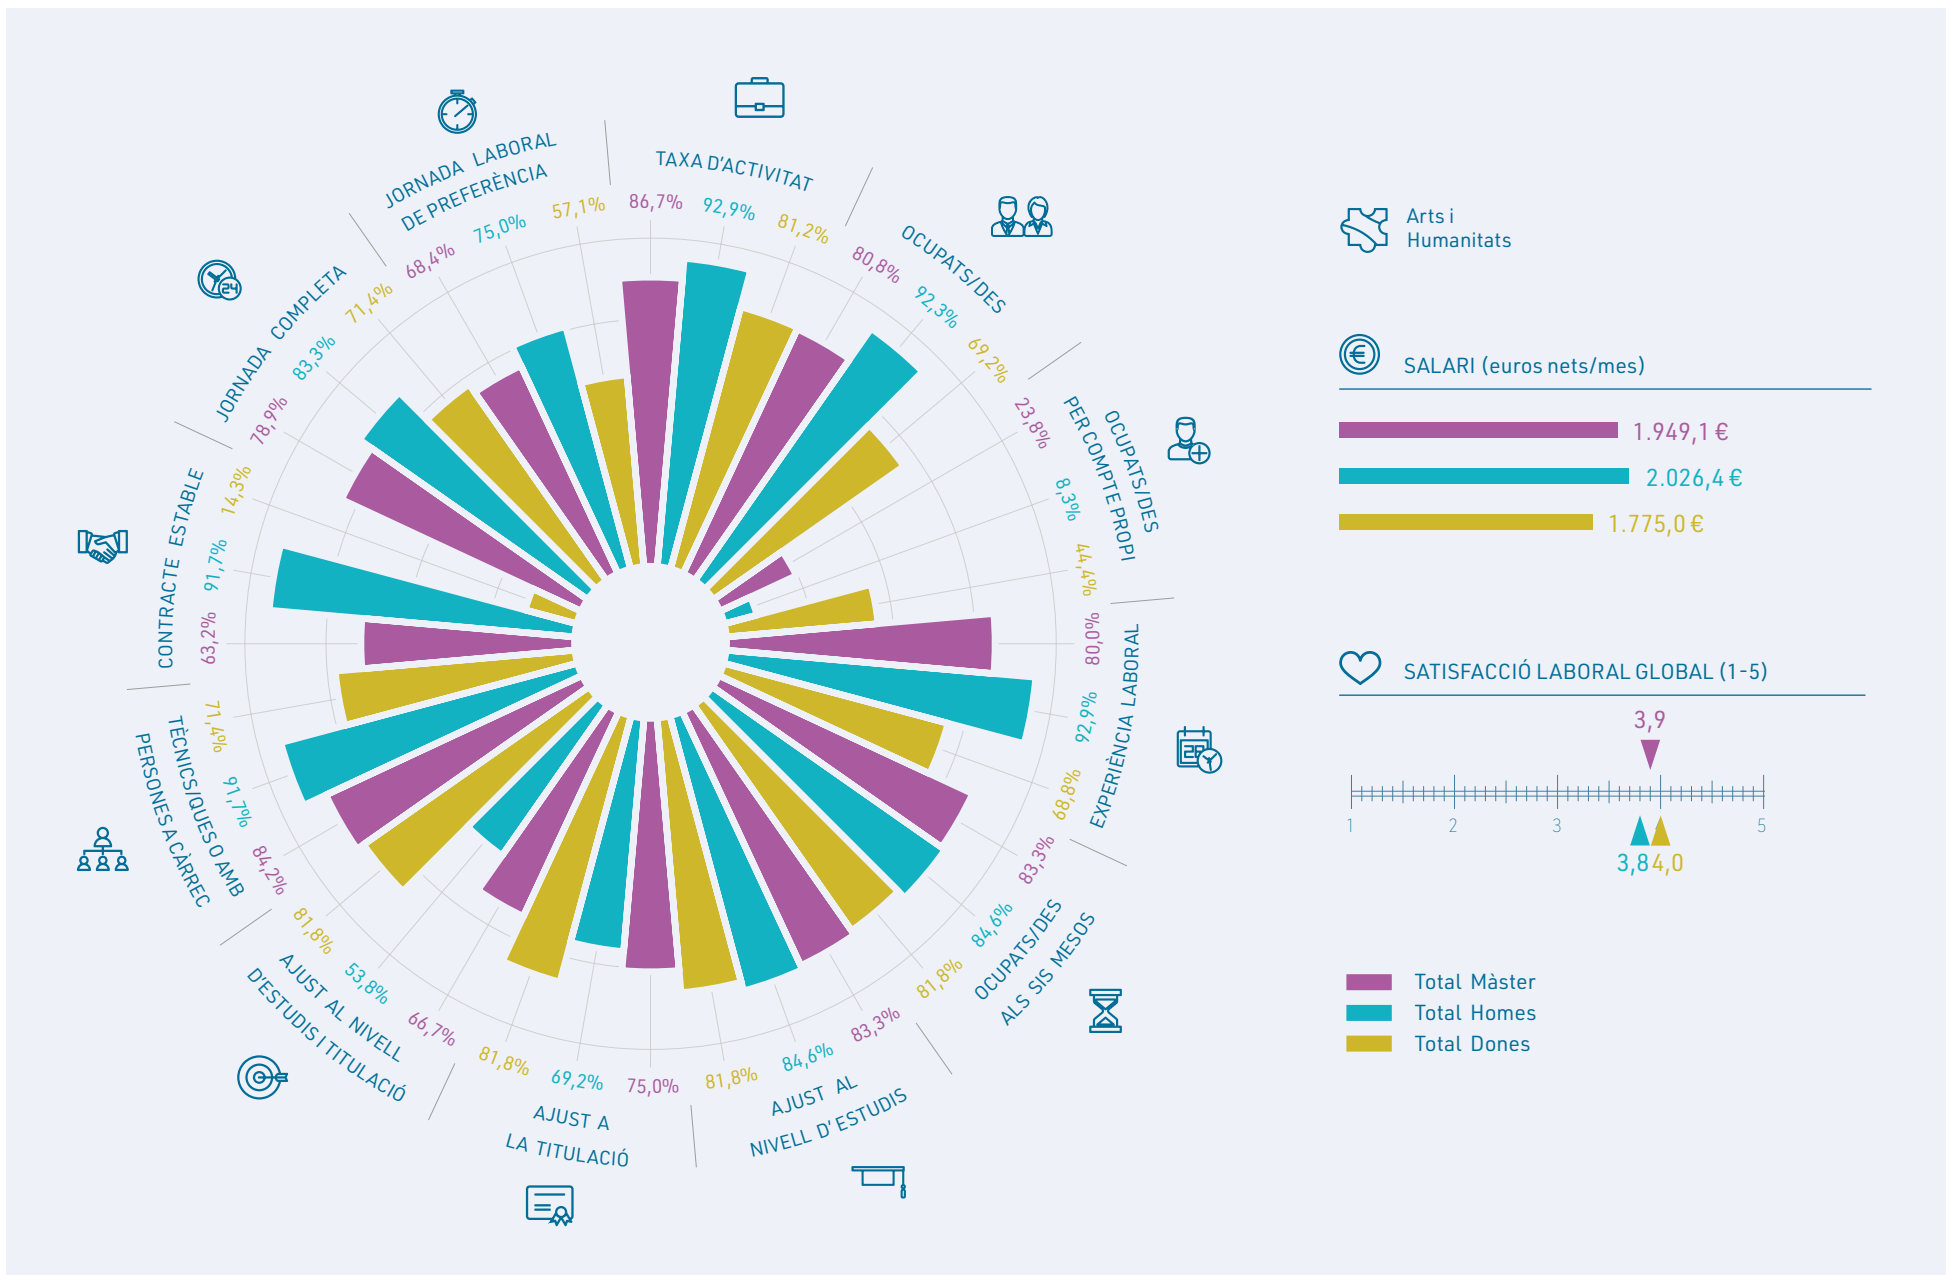 TAXA D'ACTIVITAT
86,7%
92,9%
81,2%
OCUPATS/DES
80,8%
92,3%
69,2%
OCUPATS/DES
PER COMPTE PROPI
23,8%
8,3%
44,4%
EXPERIÈNCIA LABORAL
80,0%
92,9%
68,8%
OCUPATS/DES
ALS SIS MESOS
83,3%
84,6%
81,8%
AJUST AL
NIVELL D'ESTUDIS
83,3%
84,6%
81,8%
AJUST A
LA TITULACIÓ
75,0%
69,2%
81,8%
AJUST AL NIVELL
D'ESTUDIS I TITULACIÓ
66,7%
53,8%
81,8%
TÈCNICS/QUES O AMB
PERSONES A CÀRREC
84,2%
91,7%
71,4%
CONTRACTE ESTABLE
63,2%
91,7%
14,3%
JORNADA COMPLETA
78,9%
83,3%
71,4%
24
JORNADA LABORAL
DE PREFERÈNCIA
68,4%
75,0%
57,1%
Arts i
Humanitats
SALARI (euros nets/mes)
1.949,1 €
2.026,4 €
1.775,0 €
SATISFACCIÓ LABORAL GLOBAL (1-5)
3,9
1 2 3 5
3,8 4,0
Total Màster
Total Homes
Total Dones